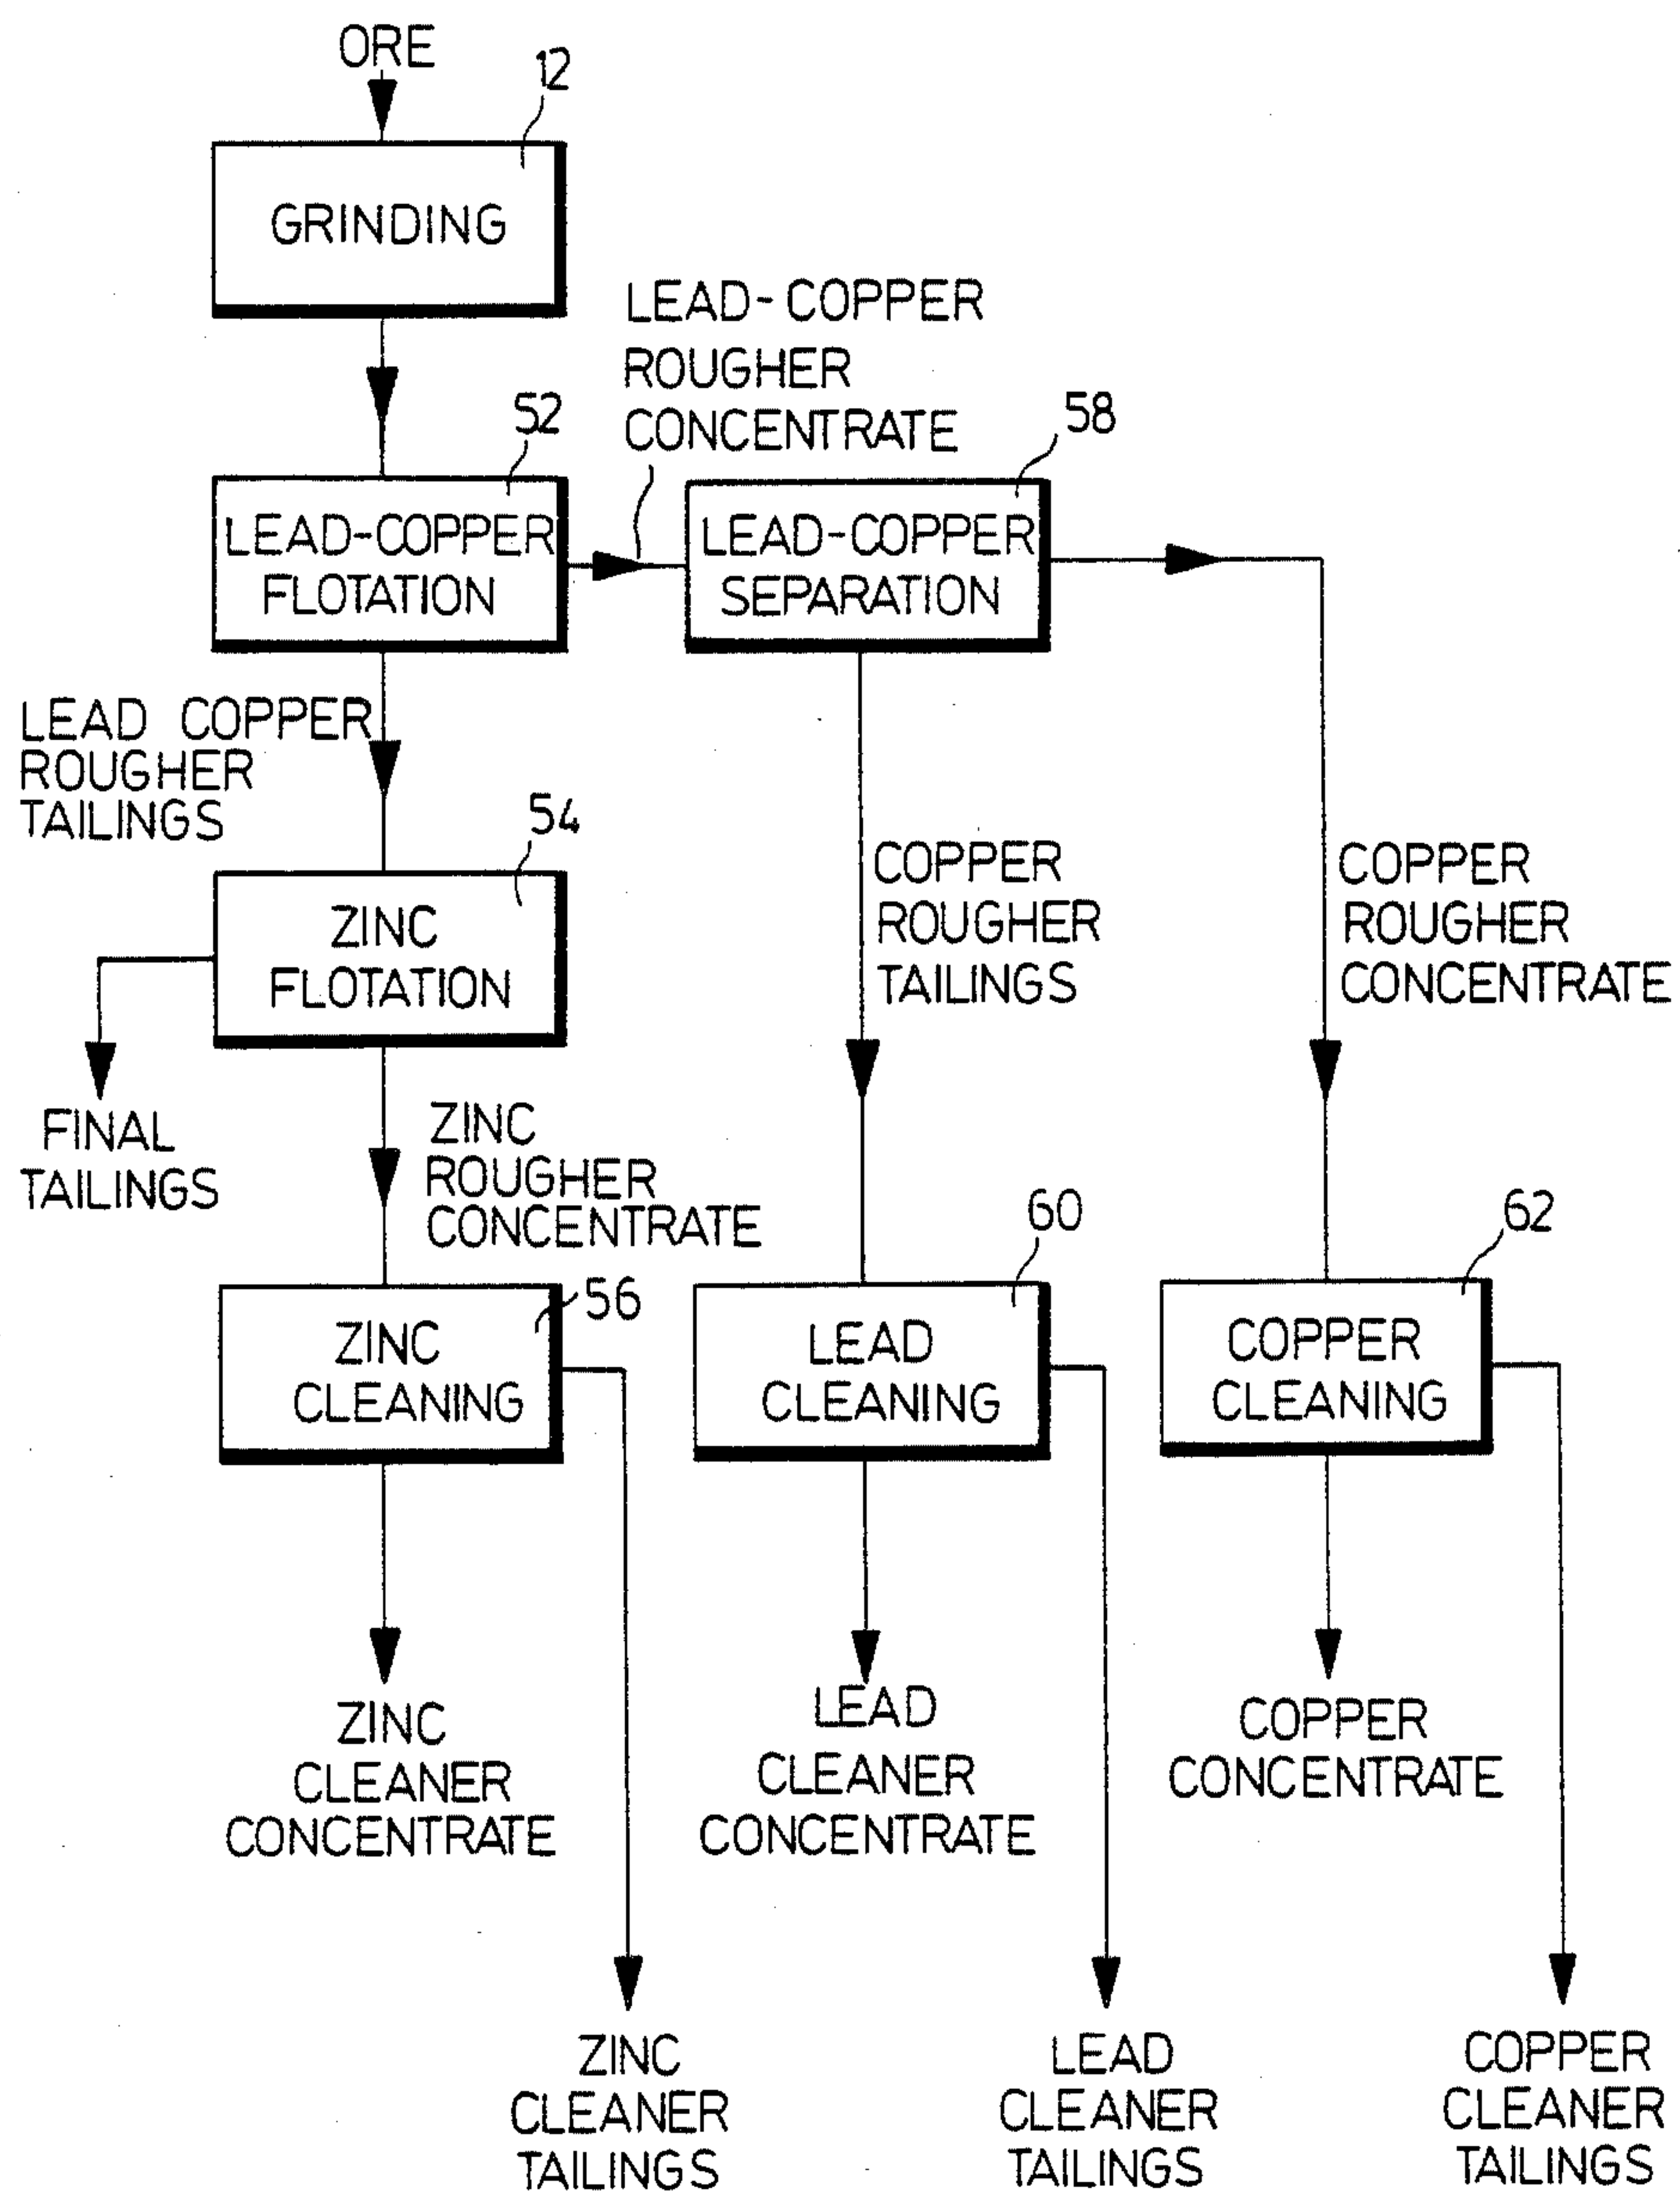 ORE
12
GRINDING
LEAD-COPPER
ROUGHER
CONCENTRATE
52
58
LEAD-COPPER
FLOTATION
LEAD-COPPER
SEPARATION
LEAD COPPER
ROUGHER
TAILINGS
54
ZINC
FLOTATION
COPPER
ROUGHER
TAILINGS
COPPER
ROUGHER
CONCENTRATE
FINAL
TAILINGS
ZINC
ROUGHER
CONCENTRATE
56
ZINC
CLEANING
60
LEAD
CLEANING
62
COPPER
CLEANING
ZINC
CLEANER
CONCENTRATE
LEAD
CLEANER
CONCENTRATE
COPPER
CONCENTRATE
ZINC
CLEANER
TAILINGS
LEAD
CLEANER
TAILINGS
COPPER
CLEANER
TAILINGS